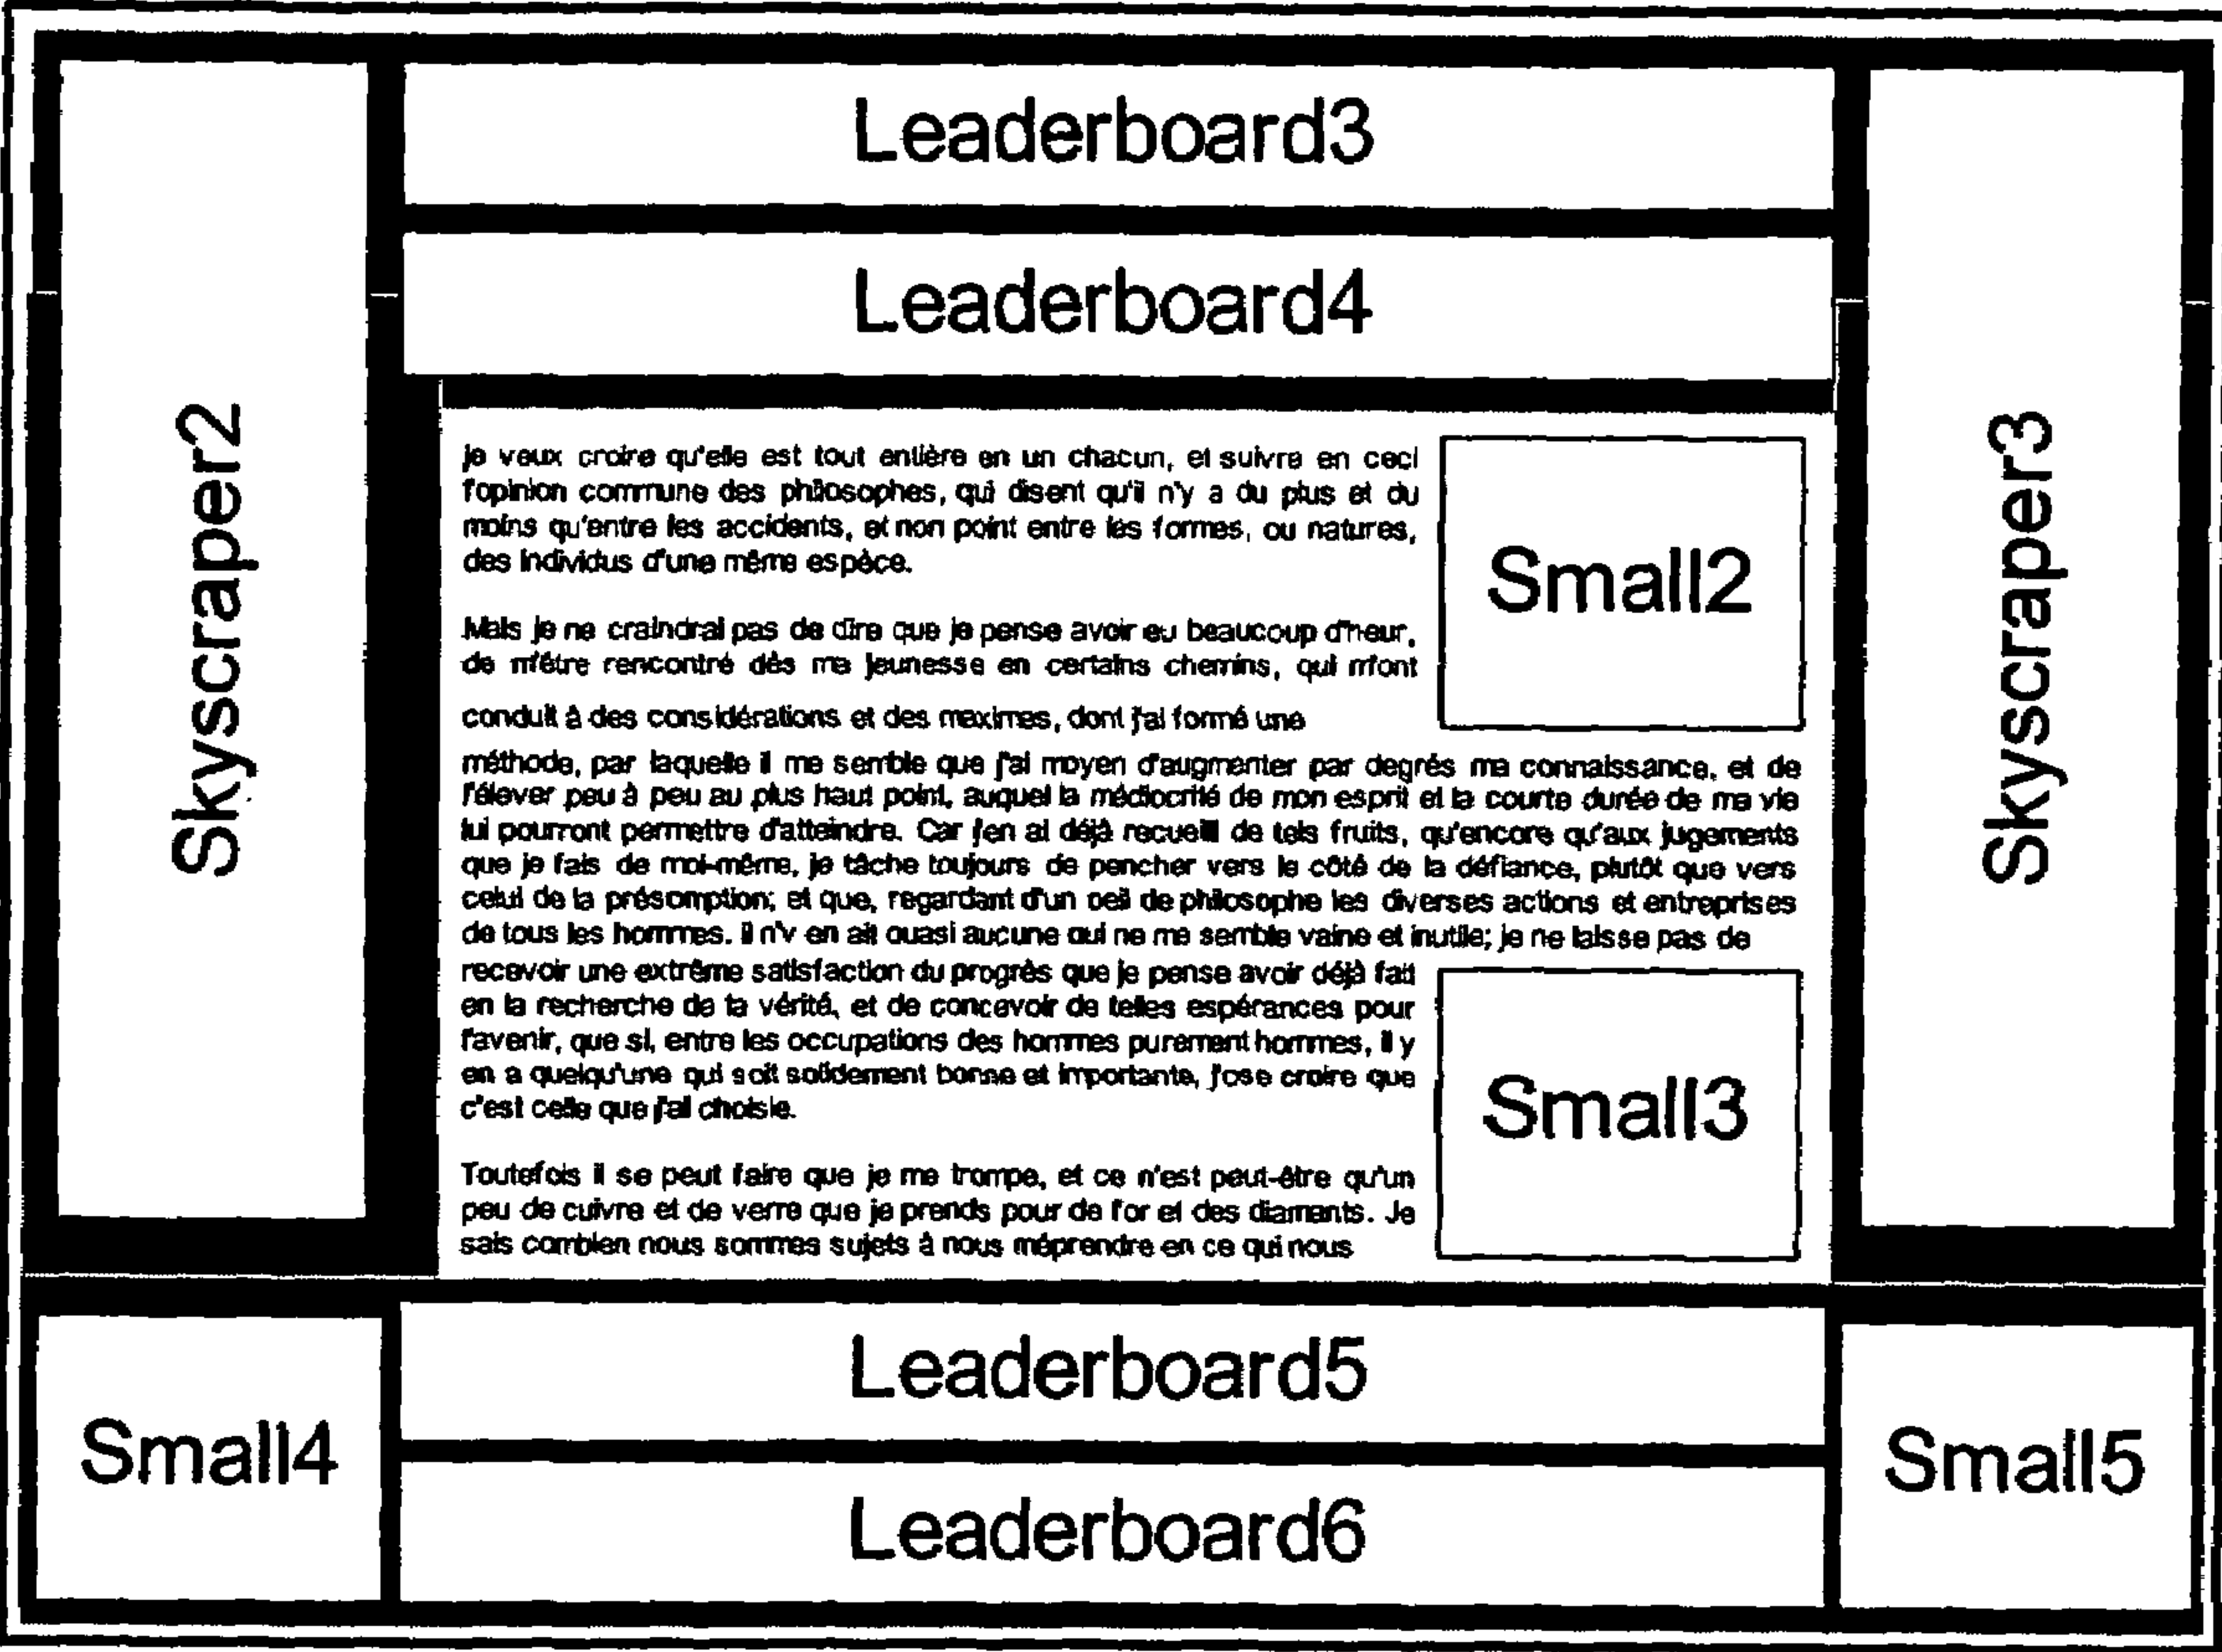 Leaderboard3
Leaderboard4
Skyscraper2
je veux croire qu'elle est tout entière en un chacun, et suivre en ceci
l'opinion commune des philosophes, qui disent qu'il n'y a du plus et du
moins qu'entre les accidents, et non point entre les formes, ou natures,
des individus d'une même espèce.
Mais je ne craindrai pas de dire que je pense avoir eu beaucoup d'heur,
de m'être rencontré dès ma jeunesse en certains chemins, qui m'ont
conduit à des considérations et des maximes, dont j'ai formé une
Small2
méthode, par laquelle il me semble que j'ai moyen d'augmenter par degrés ma connaissance, et de
l'élever peu à peu au plus haut point, auquel la médiocrité de mon esprit et la courte durée de ma vie
lui pourront permettre d'atteindre. Car j'en ai déjà recueilli de tels fruits, qu'encore qu'aux jugements
que je fais de moi-même, je tâche toujours de pencher vers le côté de la défiance, plutôt que vers
celui de la présomption; et que, regardant d'un oeil de philosophe les diverses actions et entreprises
de tous les hommes. il n'y en ait quasi aucune qui ne me semble vaine et inutile; je ne laisse pas de
recevoir une extrême satisfaction du progrès que je pense avoir déjà fait
en la recherche de la vérité, et de concevoir de telles espérances pour
l'avenir, que si, entre les occupations des hommes purement hommes, il y
en a quelqu'une qui soit solidement bonne et importante, j'ose croire que
c'est celle que j'ai choisie.
Toutefois il se peut faire que je me trompe, et ce n'est peut-être qu'un
peu de cuivre et de verre que je prends pour de l'or et des diamants. Je
sais combien nous sommes sujets à nous méprendre en ce qui nous
Small3
Skyscraper3
Small4
Leaderboard5
Leaderboard6
Small5